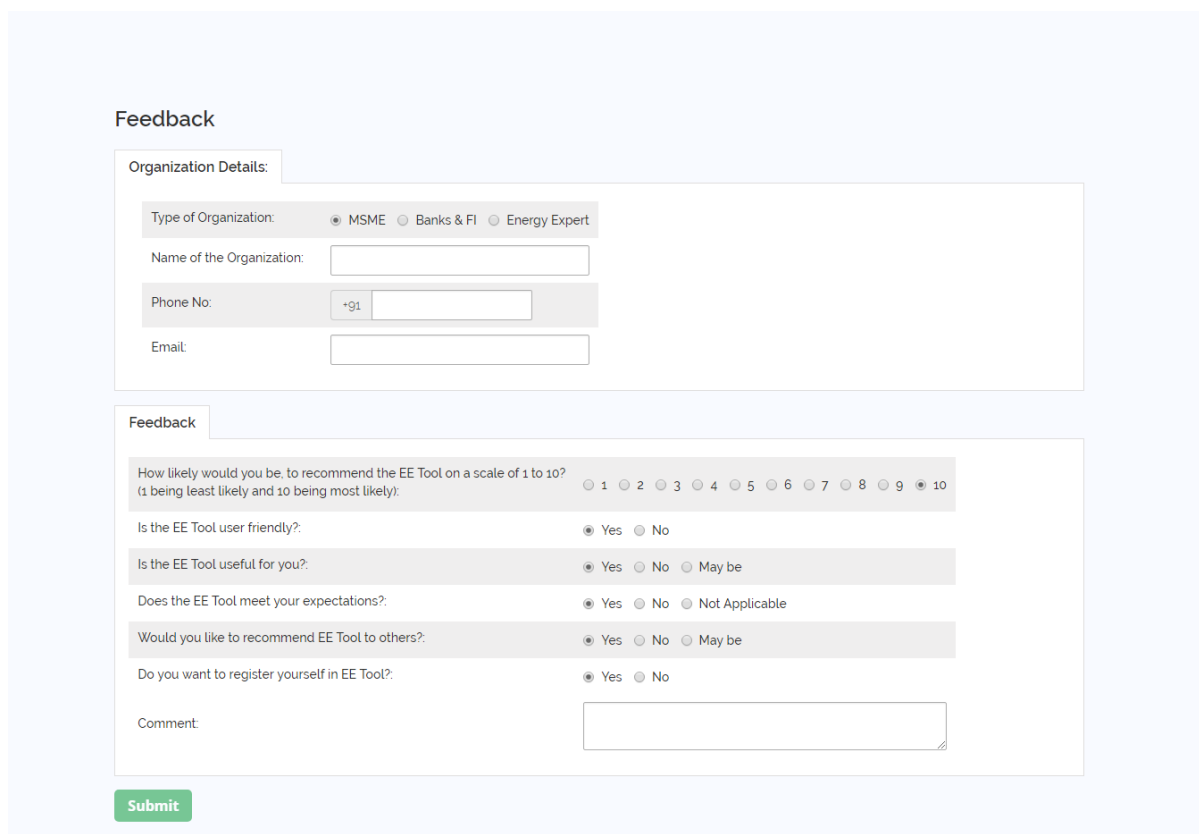 Feedback
Organization Details:
Type of Organization: MSME Banks & FI Energy Expert
Name of the Organization:
Phone No: +91
Email:
Feedback
How likely would you be, to recommend the EE Tool on a scale of 1 to 10?
(1 being least likely and 10 being most likely): 1 2 3 4 5 6 7 8 9 10
Is the EE Tool user friendly?: Yes No
Is the EE Tool useful for you?: Yes No May be
Does the EE Tool meet your expectations?: Yes No Not Applicable
Would you like to recommend EE Tool to others?: Yes No May be
Do you want to register yourself in EE Tool?: Yes No
Comment:
Submit